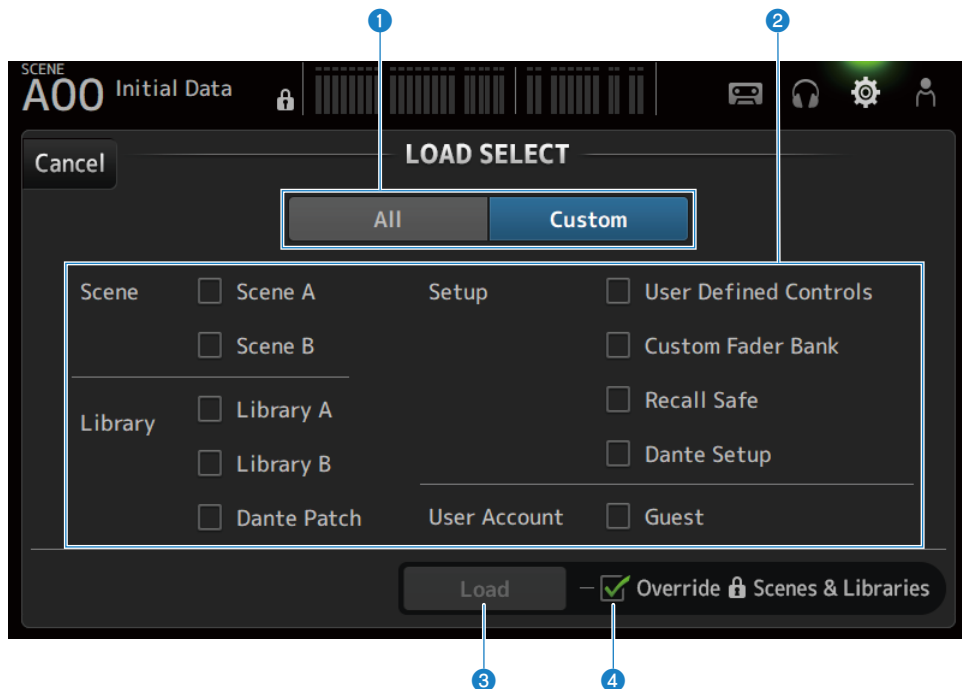 1 2
SCENE
A00 Initial Data
Cancel LOAD SELECT
All Custom
Scene Scene A Setup User Defined Controls
Scene B Custom Fader Bank
Library Library A Recall Safe
Library B Dante Setup
Dante Patch User Account Guest
Load Override Scenes & Libraries
3 4